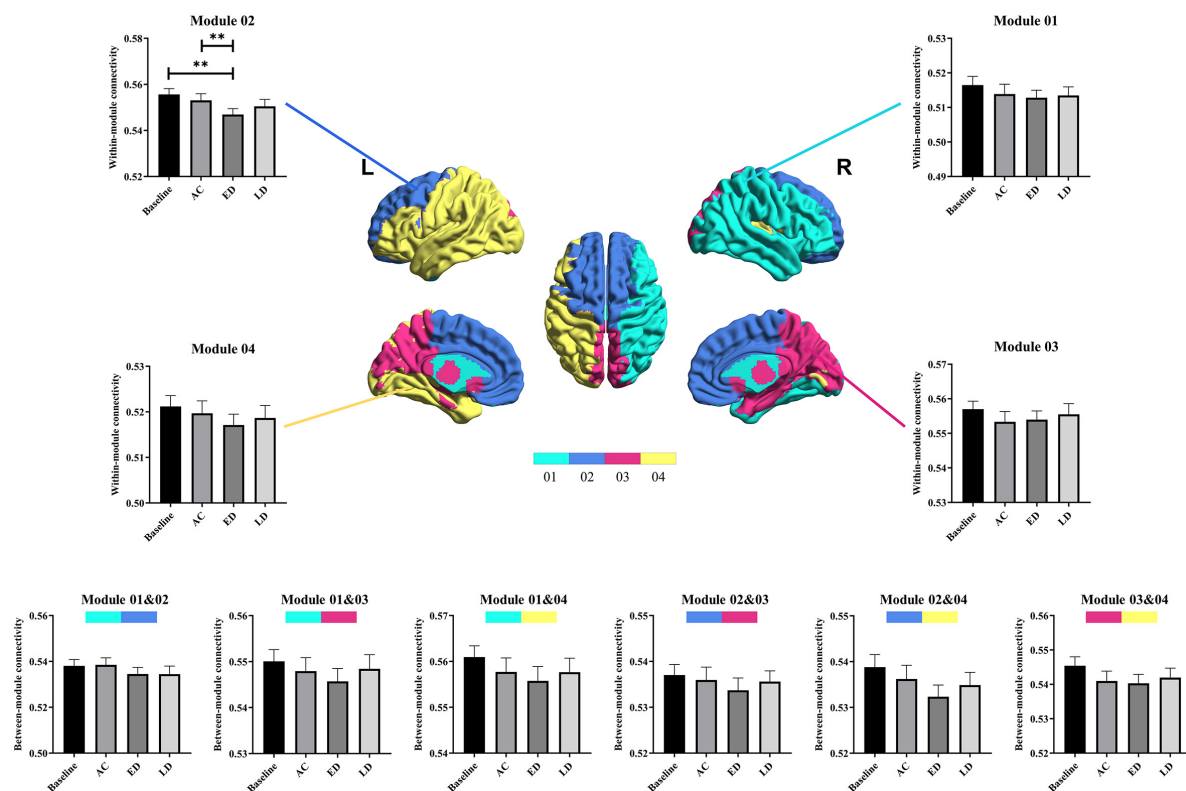 Module 02
Within-module connectivity
0.58
0.56
0.54
0.52
**
**
Baseline
AC
ED
LD
Module 01
Within-module connectivity
0.53
0.52
0.51
0.50
0.49
Baseline
AC
ED
LD
L
R
Module 04
Within-module connectivity
0.53
0.52
0.51
0.50
Baseline
AC
ED
LD
Module 03
Within-module connectivity
0.57
0.56
0.55
0.54
0.53
Baseline
AC
ED
LD
01 02 03 04
Module 01&02
Between-module connectivity
0.56
0.54
0.52
0.50
Baseline
AC
ED
LD
Module 01&03
Between-module connectivity
0.56
0.55
0.54
0.53
Baseline
AC
ED
LD
Module 01&04
Between-module connectivity
0.57
0.56
0.55
0.54
Baseline
AC
ED
LD
Module 02&03
Between-module connectivity
0.55
0.54
0.53
0.52
Baseline
AC
ED
LD
Module 02&04
Between-module connectivity
0.55
0.54
0.53
0.52
Baseline
AC
ED
LD
Module 03&04
Between-module connectivity
0.56
0.55
0.54
0.53
0.52
Baseline
AC
ED
LD